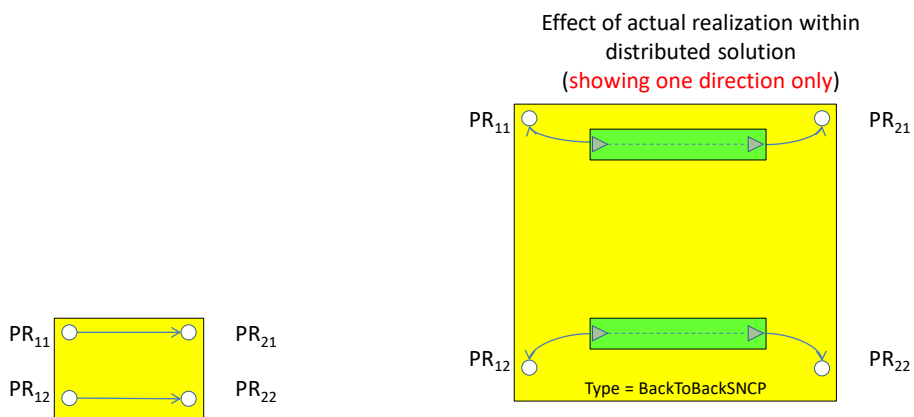 Effect of actual realization within
distributed solution
(showing one direction only)
PR11
PR21
PR12
PR22
Type = BackToBackSNCP
PR11
PR21
PR12
PR22